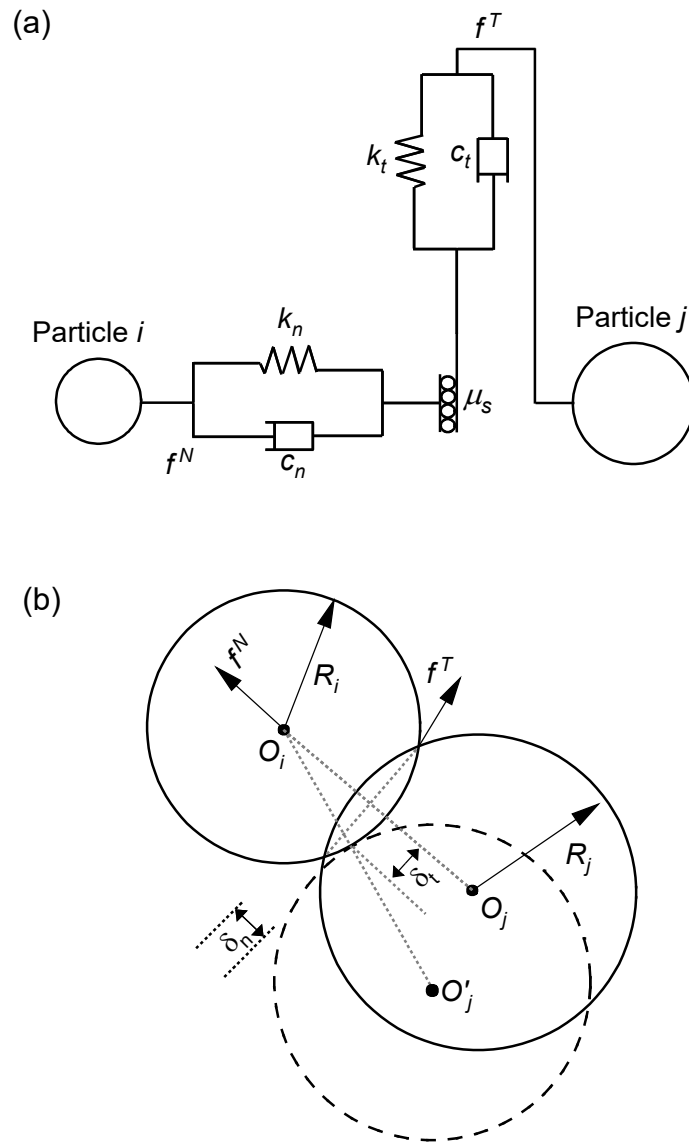 (a)
f^T
k_t
c_t
Particle i
k_n
Particle j
μ_s
f^N
c_n
(b)
f^N
R_i
f^T
O_i
R_j
δ_t
O_j
δ_n
O'_j